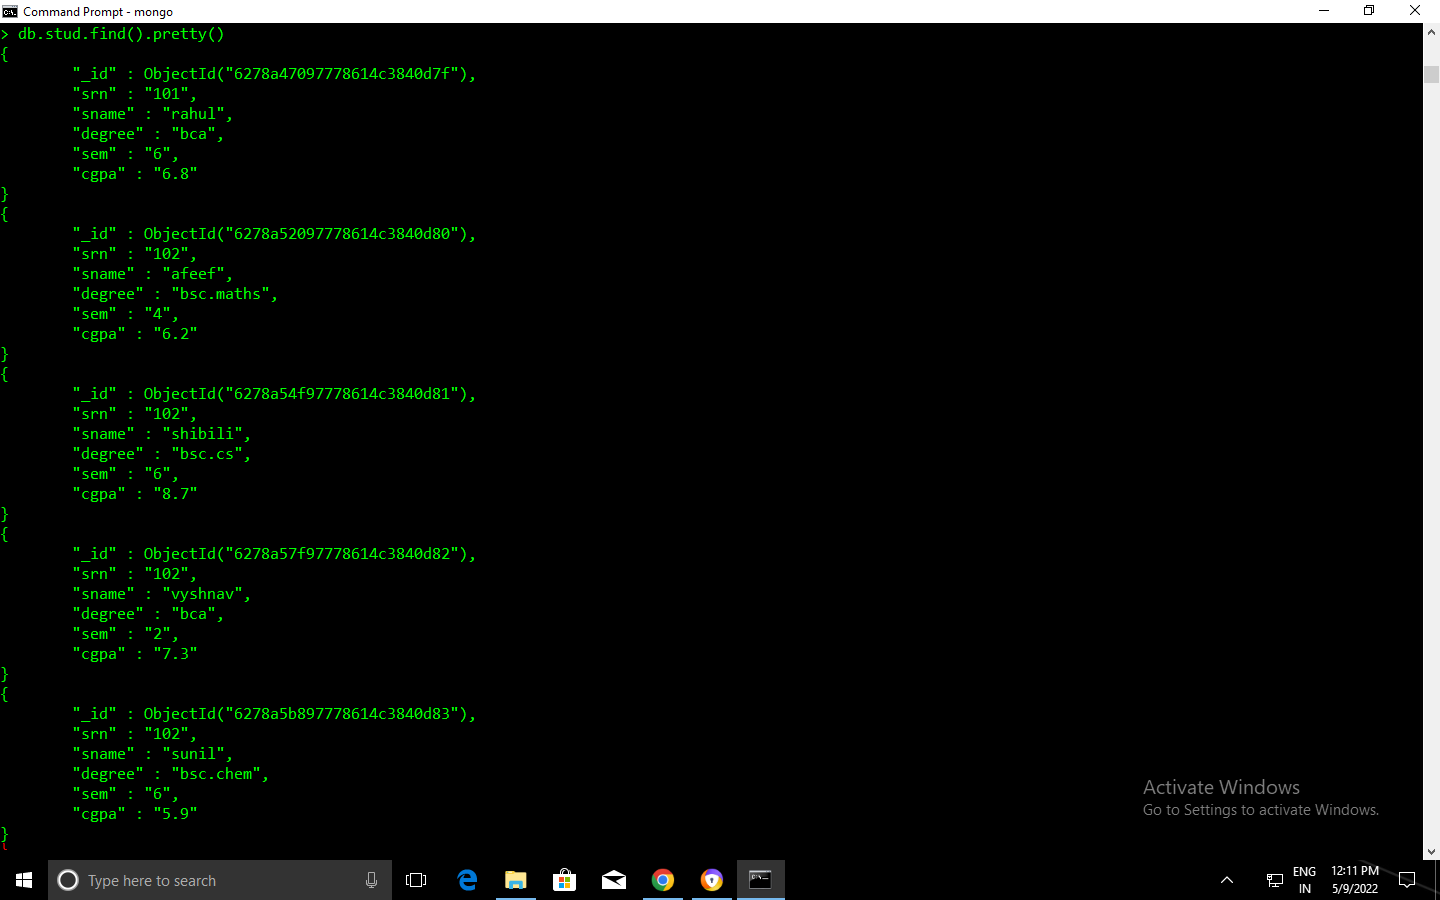 Command Prompt - mongo
> db.stud.find().pretty()
{
"_id" : ObjectId("6278a47097778614c3840d7f"),
"srn" : "101",
"sname" : "rahul",
"degree" : "bca",
"sem" : "6",
"cgpa" : "6.8"
}
{
"_id" : ObjectId("6278a52097778614c3840d80"),
"srn" : "102",
"sname" : "afeef",
"degree" : "bsc.maths",
"sem" : "4",
"cgpa" : "6.2"
}
{
"_id" : ObjectId("6278a54f97778614c3840d81"),
"srn" : "102",
"sname" : "shibili",
"degree" : "bsc.cs",
"sem" : "6",
"cgpa" : "8.7"
}
{
"_id" : ObjectId("6278a57f97778614c3840d82"),
"srn" : "102",
"sname" : "vyshnav",
"degree" : "bca",
"sem" : "2",
"cgpa" : "7.3"
}
{
"_id" : ObjectId("6278a5b897778614c3840d83"),
"srn" : "102",
"sname" : "sunil",
"degree" : "bsc.chem",
"sem" : "6",
"cgpa" : "5.9"
}
Activate Windows
Go to Settings to activate Windows.
Type here to search
ENG
IN
12:11 PM
5/9/2022